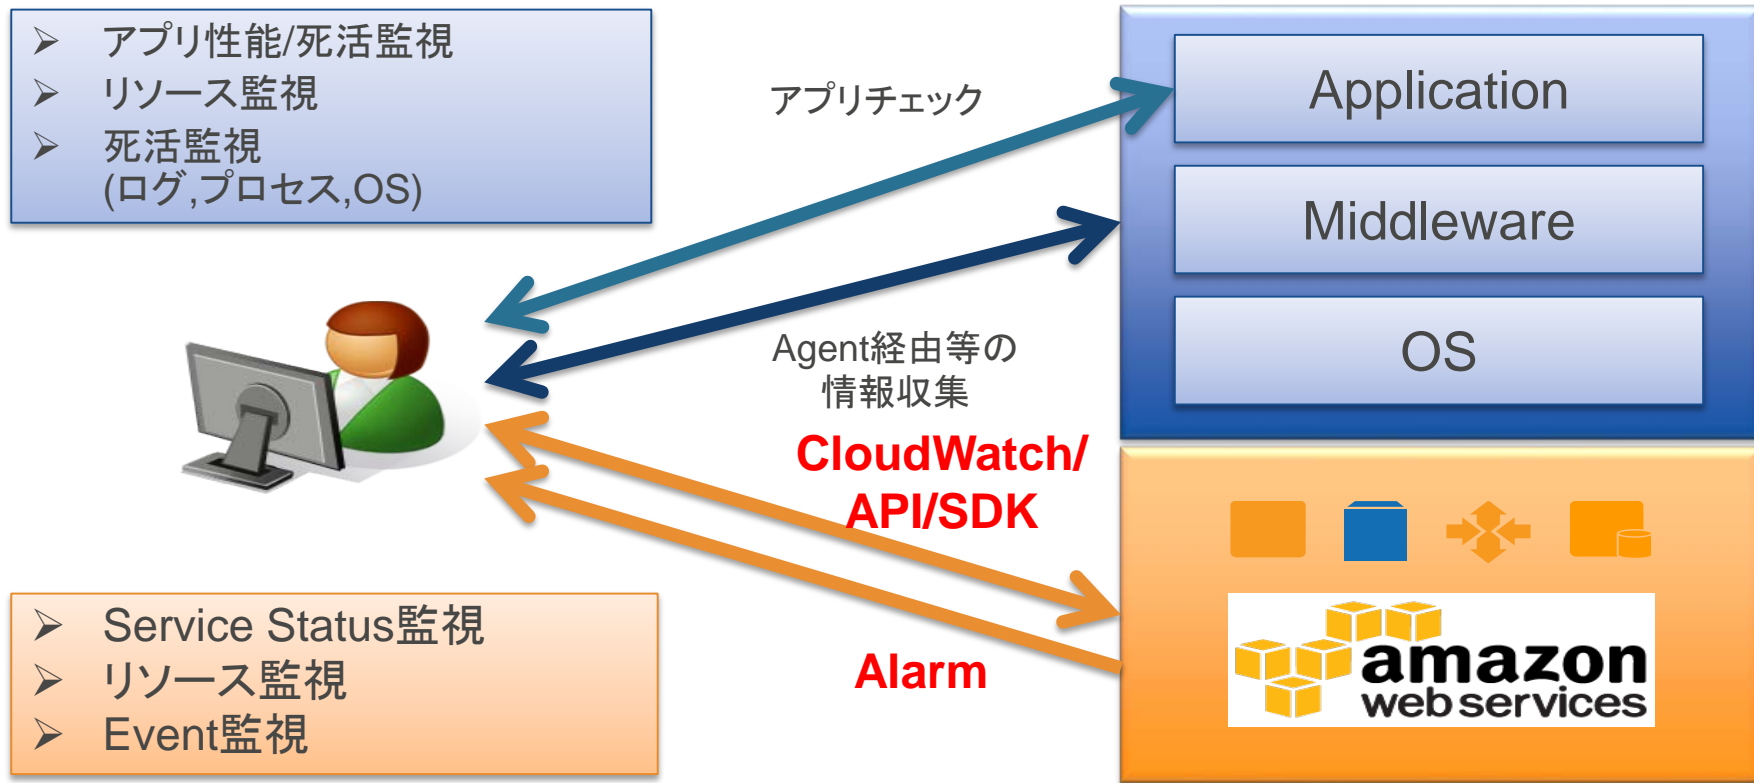 アプリ性能/死活監視
リソース監視
死活監視
(ログ,プロセス,OS)
アプリチェック
Application
Middleware
OS
Agent経由等の
情報収集
CloudWatch/
API/SDK
Alarm
Service Status監視
リソース監視
Event監視
amazon
web services